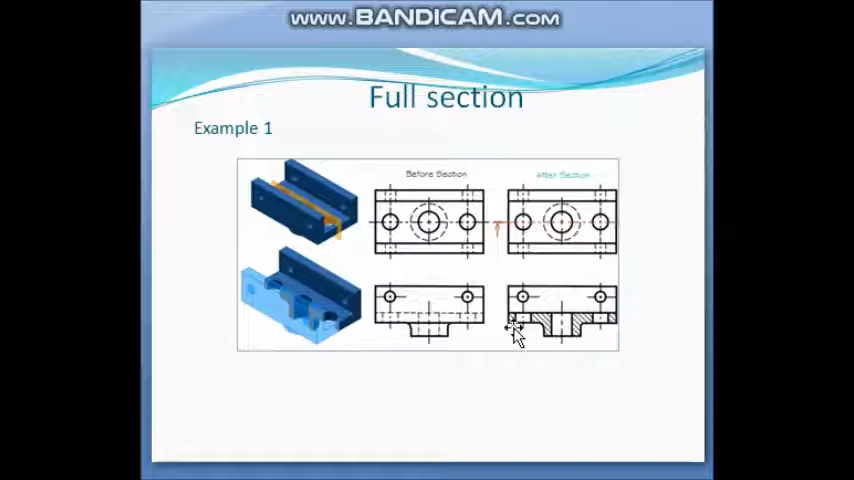 www.BANDICAM.com
Full section
Example 1
Before Section
After Section